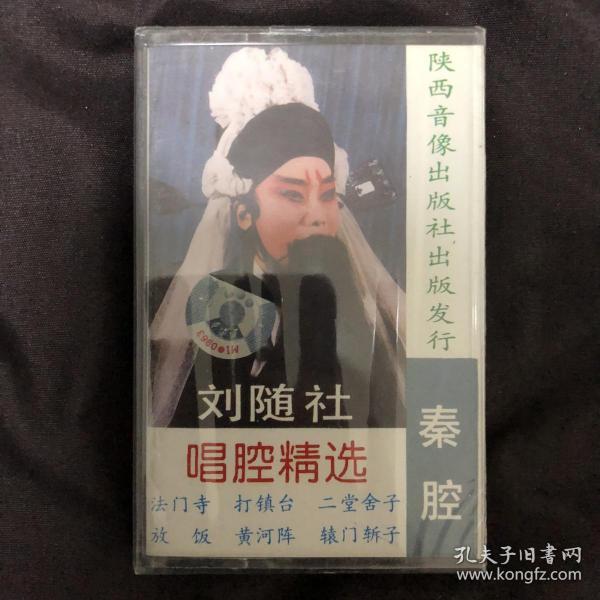 陕西音像出版社出版发行
MI●D963
刘随社
唱腔精选
秦腔
法门寺 打镇台 二堂舍子
放饭 黄河阵 辕门斩子
孔夫子旧书网
www.kongfz.com